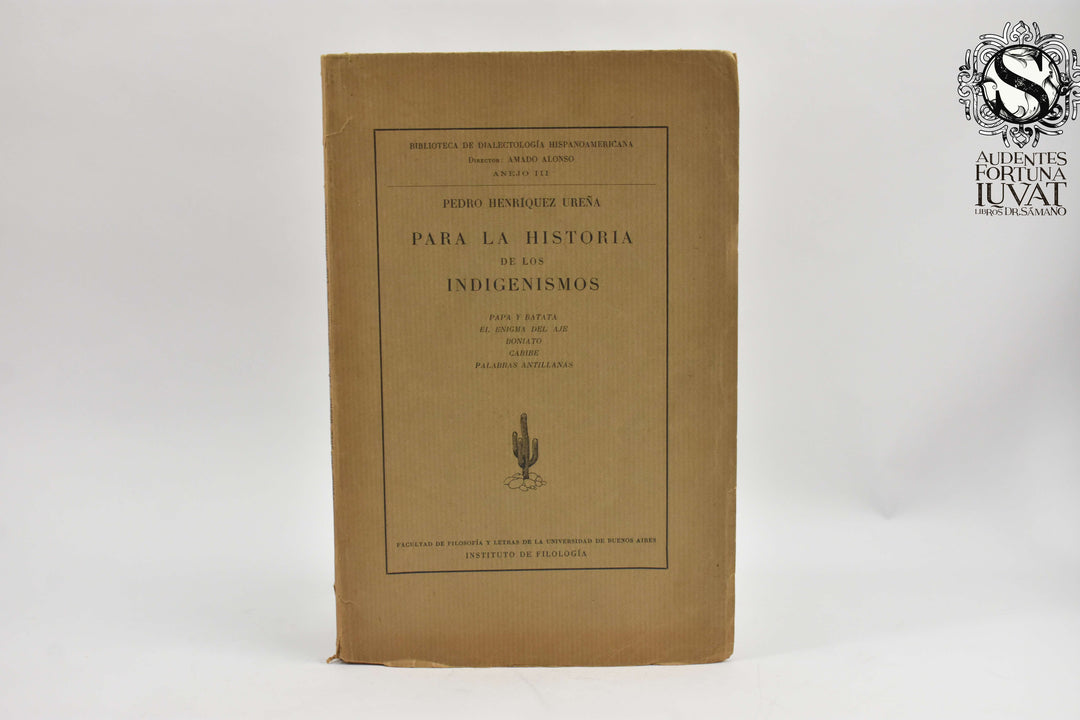 BIBLIOTECA DE DIALECTOLOGÍA HISPANOAMERICANA
DIRECTOR: AMADO ALONSO
ANEJO III
PEDRO HENRÍQUEZ UREÑA
PARA LA HISTORIA
DE LOS
INDIGENISMOS
PAPA Y BATATA
EL ENIGMA DEL AJE
BONIATO
CARIBE
PALABRAS ANTILLANAS
FACULTAD DE FILOSOFÍA Y LETRAS DE LA UNIVERSIDAD DE BUENOS AIRES
INSTITUTO DE FILOLOGÍA
S
AUDENTES
FORTUNA
IUVAT
LIBROS DR. SÁMANO